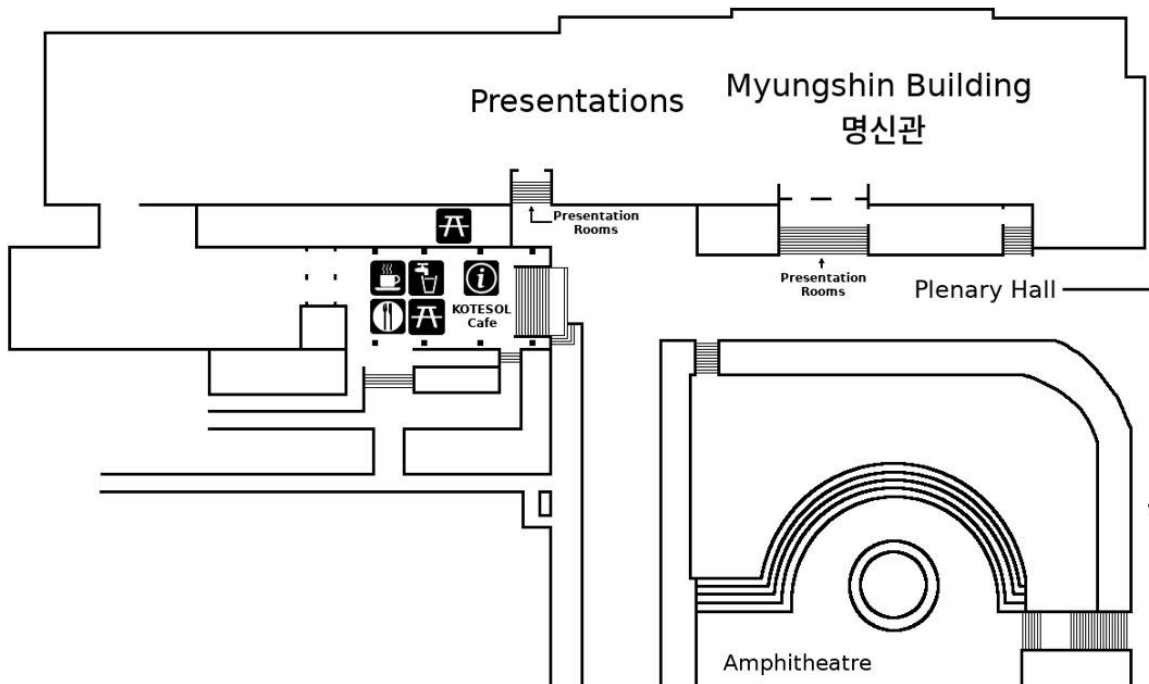 Presentations
Myungshin Building
명신관
Presentation
Rooms
KOTESOL
Cafe
Presentation
Rooms
Plenary Hall
Amphitheatre